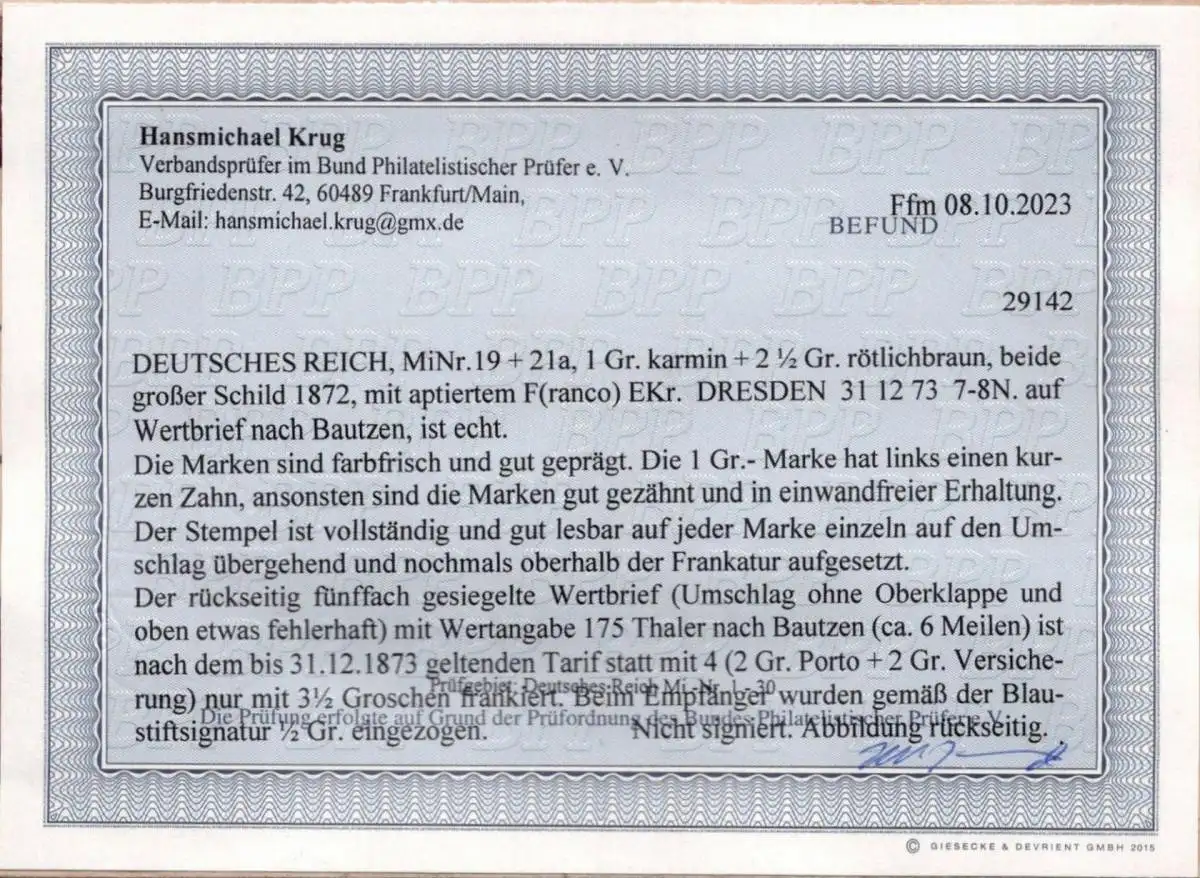 Hansmichael Krug
Verbandsprüfer im Bund Philatelistischer Prüfer e. V.
Burgfriedenstr. 42, 60489 Frankfurt/Main,
E-Mail: hansmichael.krug@gmx.de
Ffm 08.10.2023
BEFUND
29142
DEUTSCHES REICH, MiNr.19 + 21a, 1 Gr. karmin + 2 ½ Gr. rötlichbraun, beide
großer Schild 1872, mit aptiertem F(ranco) EKr. DRESDEN 31 12 73 7-8N. auf
Wertbrief nach Bautzen, ist echt.
Die Marken sind farbfrisch und gut geprägt. Die 1 Gr.- Marke hat links einen kur-
zen Zahn, ansonsten sind die Marken gut gezähnt und in einwandfreier Erhaltung.
Der Stempel ist vollständig und gut lesbar auf jeder Marke einzeln auf den Um-
schlag übergehend und nochmals oberhalb der Frankatur aufgesetzt.
Der rückseitig fünffach gesiegelte Wertbrief (Umschlag ohne Oberklappe und
oben etwas fehlerhaft) mit Wertangabe 175 Thaler nach Bautzen (ca. 6 Meilen) ist
nach dem bis 31.12.1873 geltenden Tarif statt mit 4 (2 Gr. Porto + 2 Gr. Versiche-
Prüfgebiet: Deutsches Reich Mi.-Nr. 1 - 30
rung) nur mit 3½ Groschen frankiert. Beim Empfänger wurden gemäß der Blau-
Die Prüfung erfolgte auf Grund der Prüfordnung des Bundes Philatelistischer Prüfer e.V.
stiftsignatur ½ Gr. eingezogen. Nicht signiert. Abbildung rückseitig.
© GIESECKE & DEVRIENT GMBH 2015